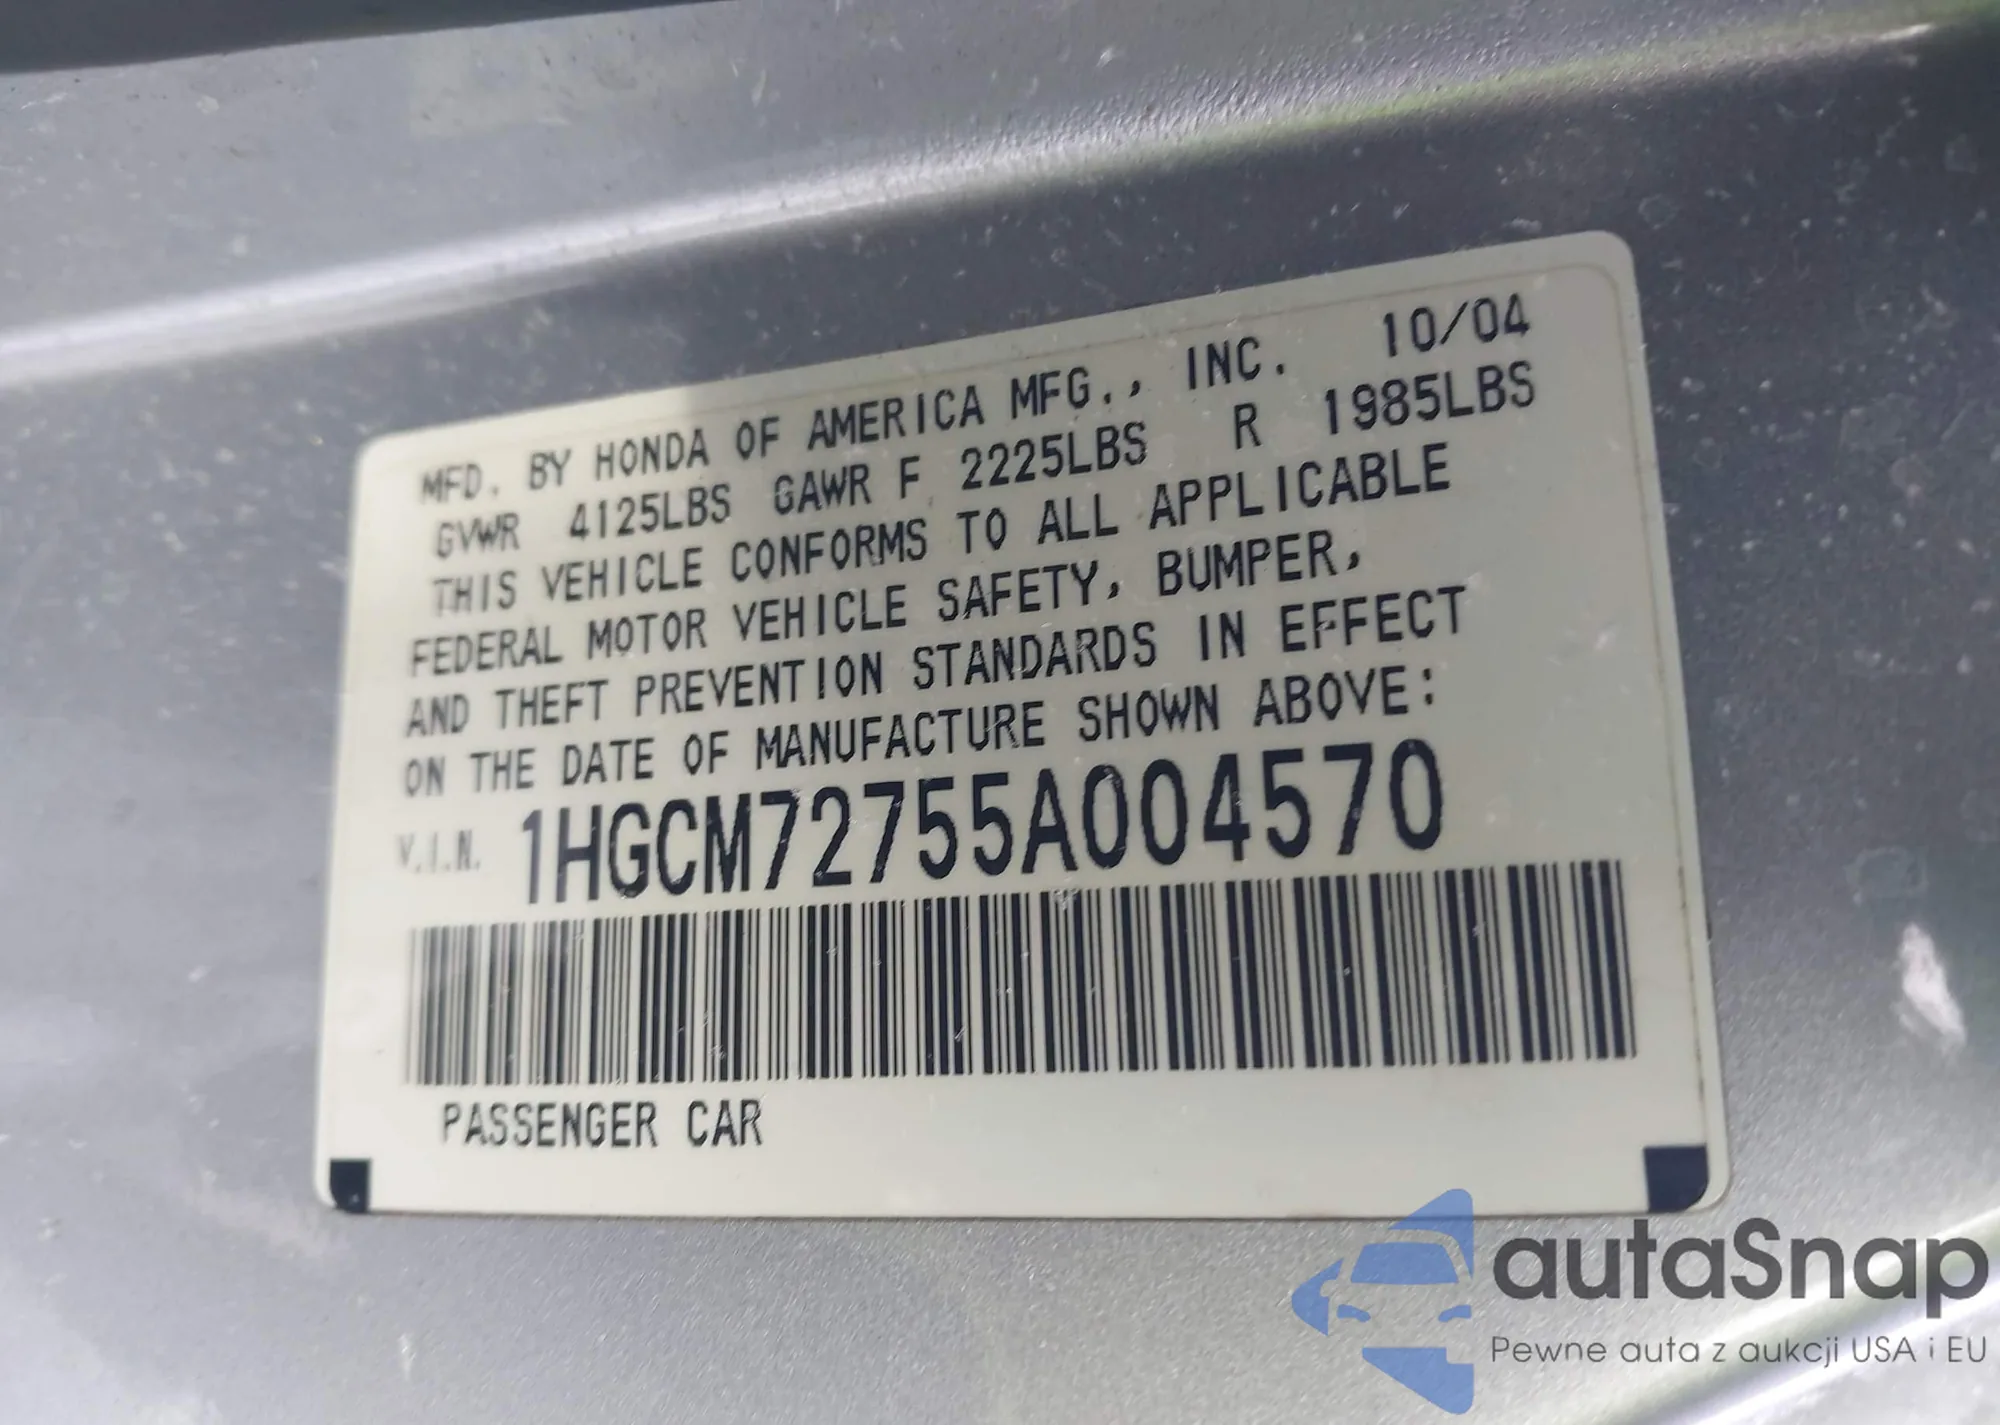 MFD. BY HONDA OF AMERICA MFG., INC. 10/04
GVWR 4125LBS GAWR F 2225LBS R 1985LBS
THIS VEHICLE CONFORMS TO ALL APPLICABLE
FEDERAL MOTOR VEHICLE SAFETY, BUMPER,
AND THEFT PREVENTION STANDARDS IN EFFECT
ON THE DATE OF MANUFACTURE SHOWN ABOVE:
V.I.N. 1HGCM72755A004570
PASSENGER CAR
autaSnap
Pewne auta z aukcji USA i EU